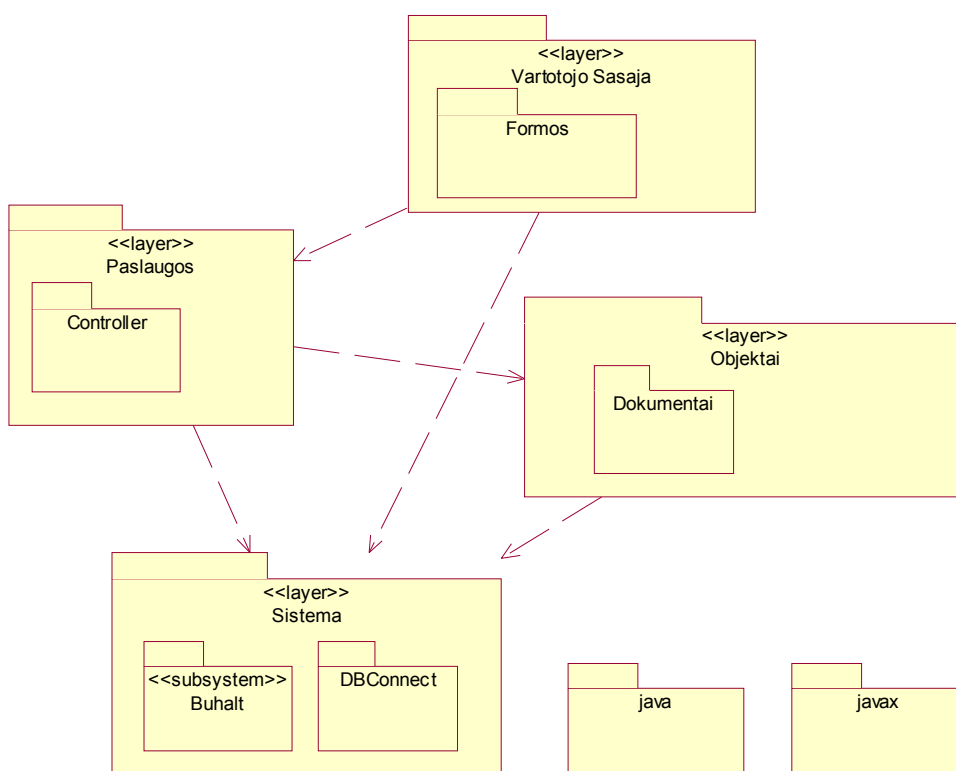 <<layer>>
Vartotojo Sasaja
Formos
<<layer>>
Paslaugos
Controller
<<layer>>
Objektai
Dokumentai
<<layer>>
Sistema
<<subsystem>>
Buhalt
DBConnect
java
javax